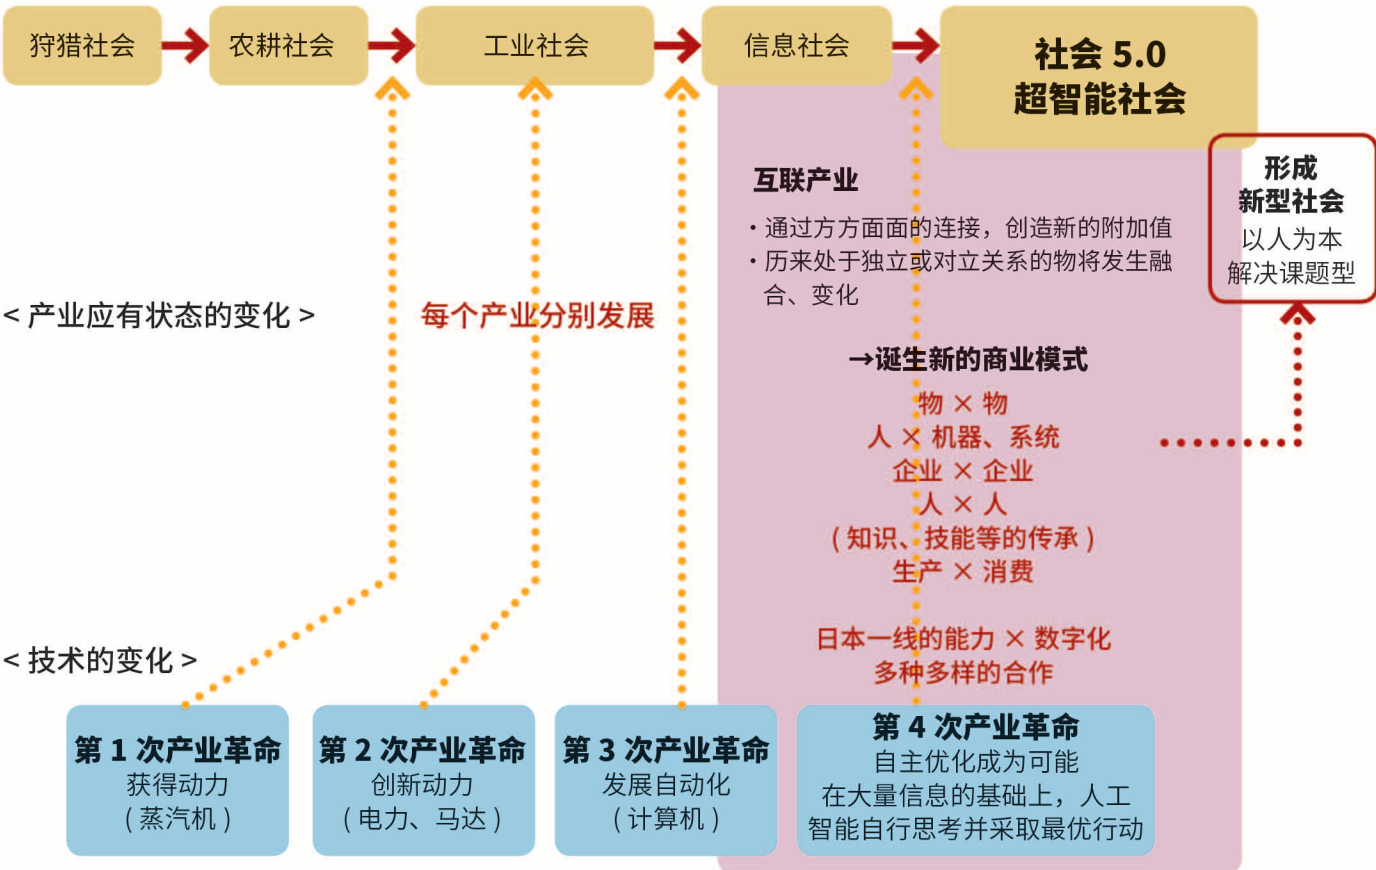 狩猎社会
农耕社会
工业社会
信息社会
社会 5.0
超智能社会
形成
新型社会
以人为本
解决课题型
互联产业
・通过方方面面的连接，创造新的附加值
・历来处于独立或对立关系的物将发生融
合、变化
< 产业应有状态的变化 >
每个产业分别发展
→诞生新的商业模式
物 × 物
人 × 机器、系统
企业 × 企业
人 × 人
( 知识、技能等的传承 )
生产 × 消费
日本一线的能力 × 数字化
多种多样的合作
< 技术的变化 >
第 1 次产业革命
获得动力
( 蒸汽机 )
第 2 次产业革命
创新动力
( 电力、马达 )
第 3 次产业革命
发展自动化
( 计算机 )
第 4 次产业革命
自主优化成为可能
在大量信息的基础上，人工
智能自行思考并采取最优行动